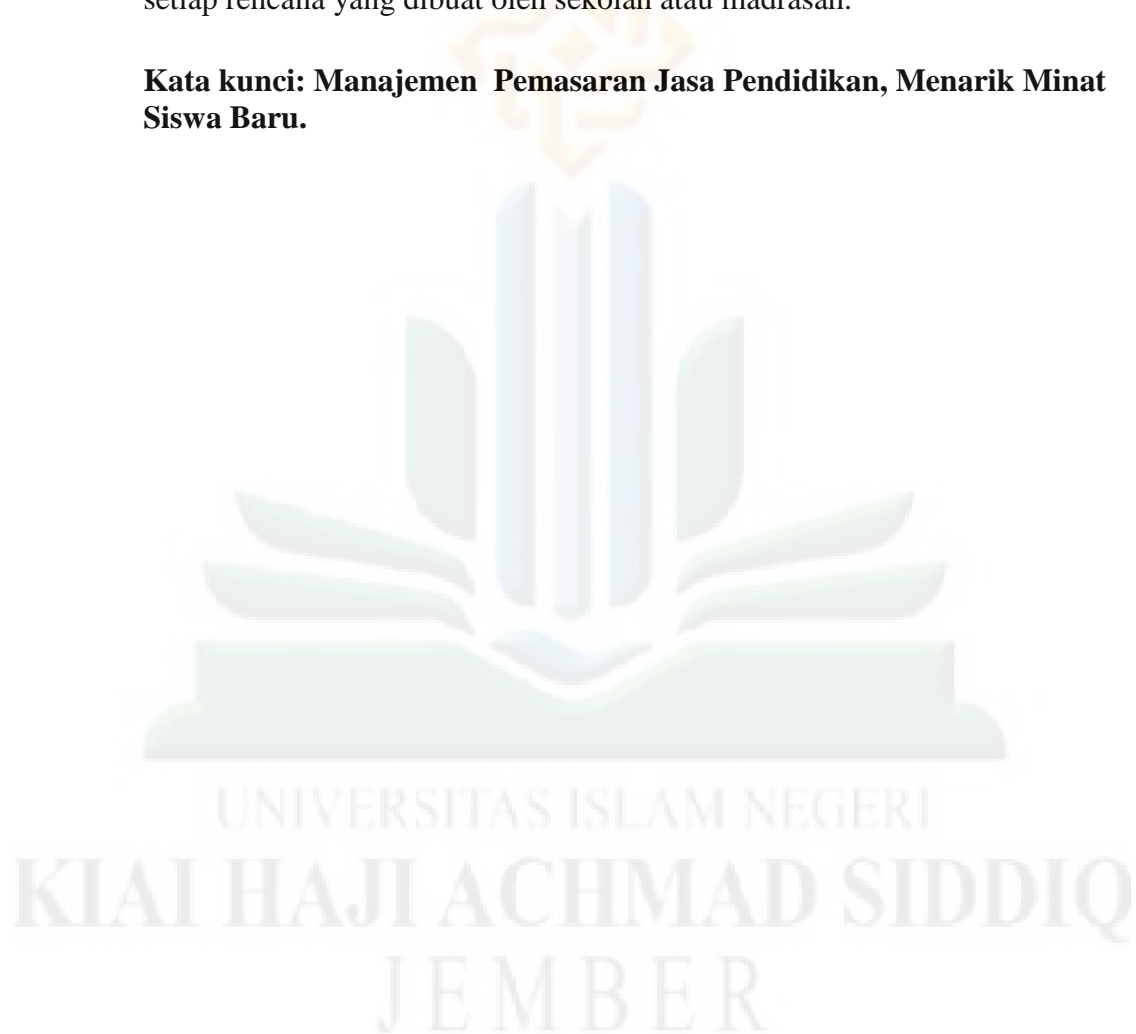 setiap rencana yang dibuat oleh sekolah atau madrasah.
Kata kunci: Manajemen Pemasaran Jasa Pendidikan, Menarik Minat
Siswa Baru.
UNIVERSITAS ISLAM NEGERI
KIAI HAJI ACHMAD SIDDIQ
JEMBER